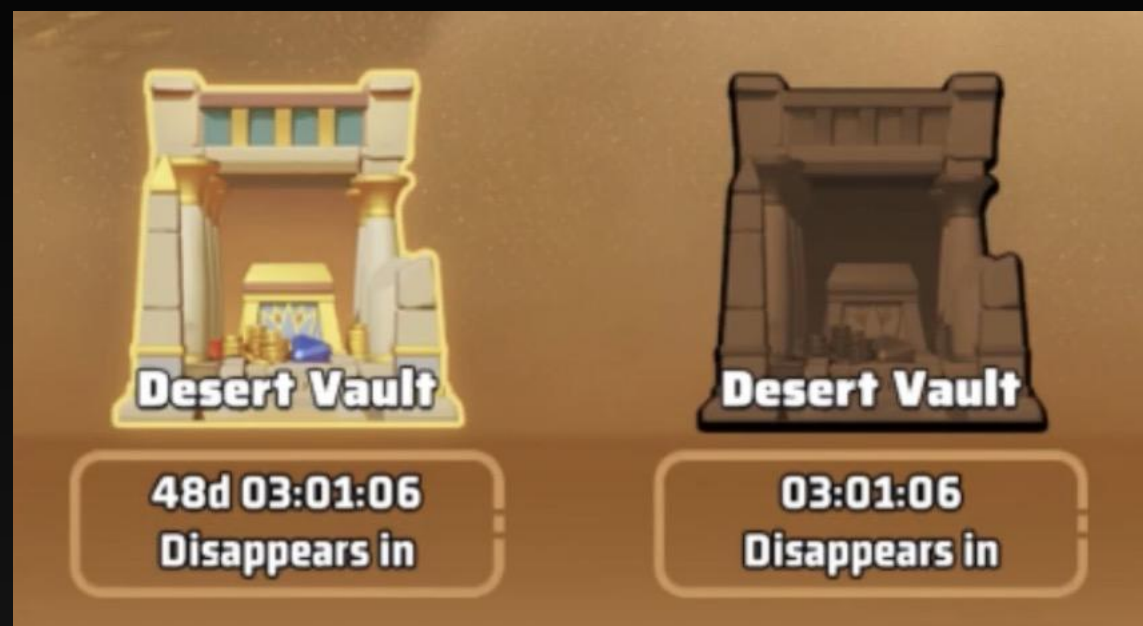 Desert Vault
48d 03:01:06
Disappears in
Desert Vault
03:01:06
Disappears in